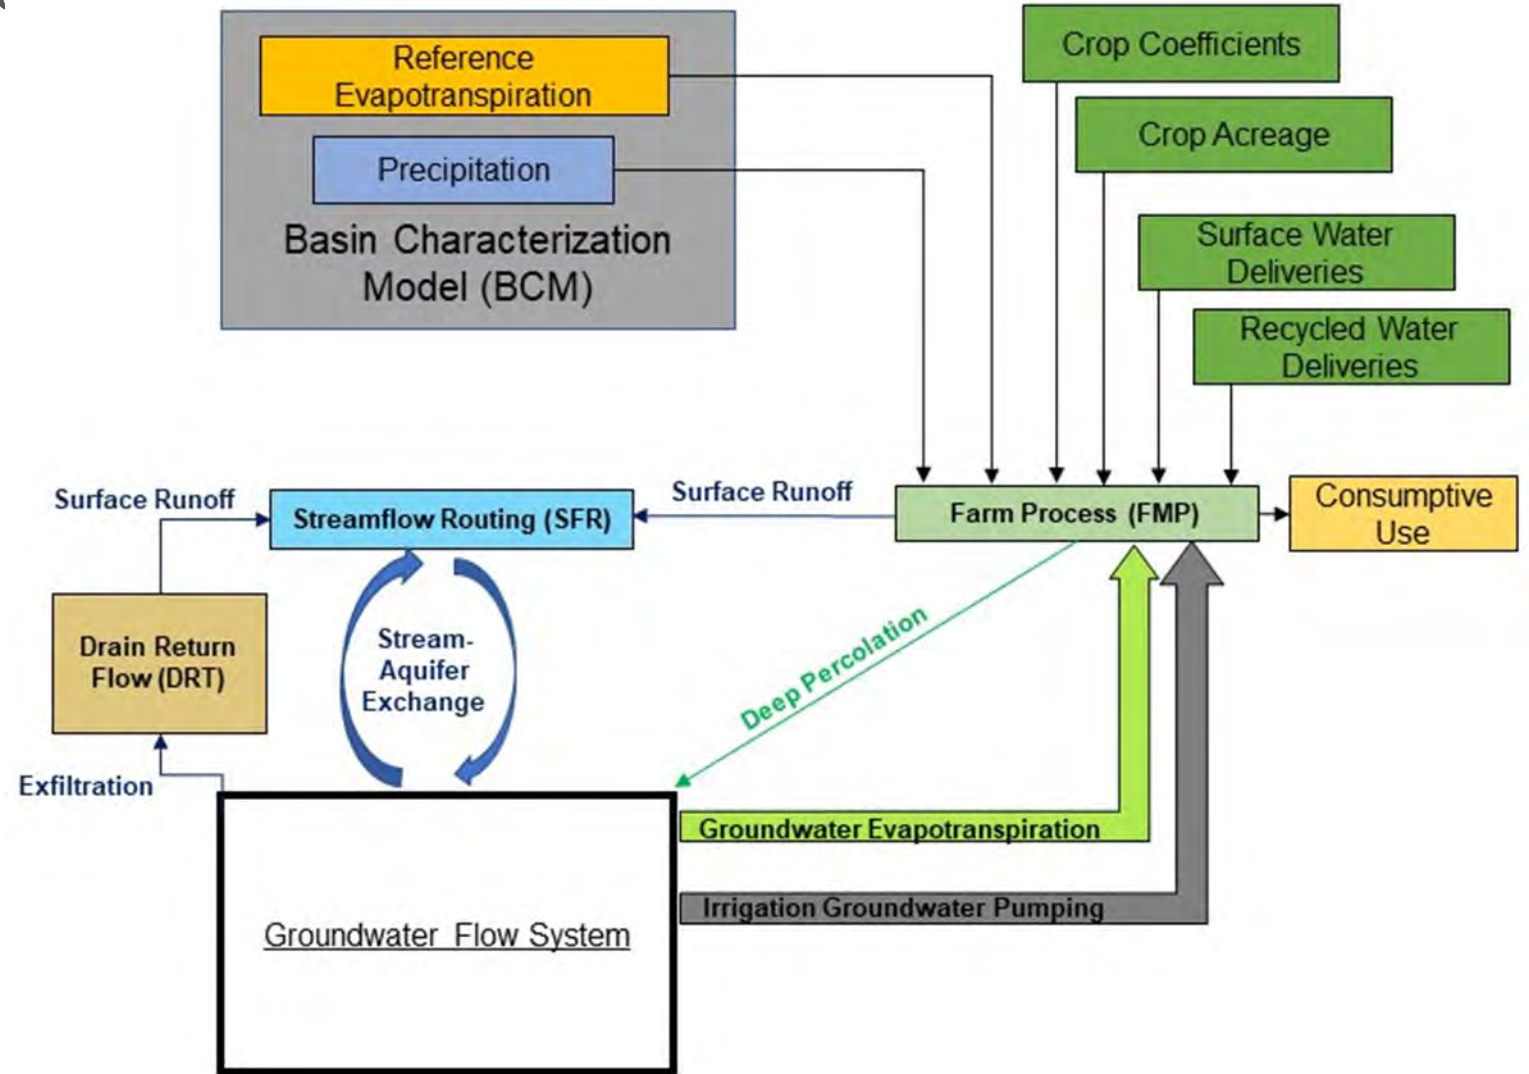 Reference
Evapotranspiration
Precipitation
Basin Characterization
Model (BCM)
Crop Coefficients
Crop Acreage
Surface Water
Deliveries
Recycled Water
Deliveries
Surface Runoff
Streamflow Routing (SFR)
Surface Runoff
Farm Process (FMP)
Consumptive
Use
Drain Return
Flow (DRT)
Stream-
Aquifer
Exchange
Deep Percolation
Exfiltration
Groundwater Evapotranspiration
Irrigation Groundwater Pumping
Groundwater Flow System